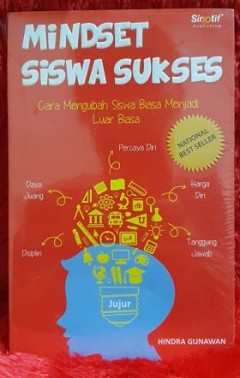 Sinotif
Publishing
MiNDSET
SiSWA SUKSES
Cara Mengubah Siswa Biasa Menjadi
Luar Biasa
NATIONAL
BEST SELLER
Percaya Diri
Daya
Juang
Harga
Diri
Disiplin
Tanggung
Jawab
Jujur
HINDRA GUNAWAN